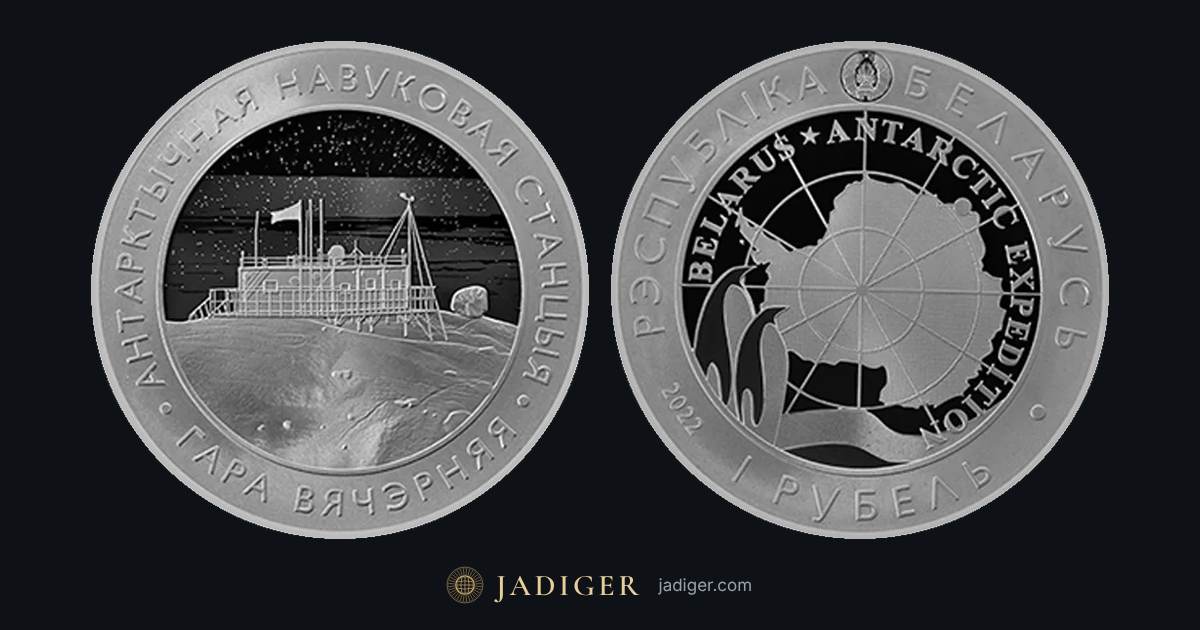 АНТАРКТЫЧНАЯ НАВУКОВАЯ СТАНЦЫЯ
• ГАРА ВЯЧЭРНЯЯ •
РЭСПУБЛІКА БЕЛАРУСЬ
BELARUS ★ ANTARCTIC EXPEDITION
2022
1 РУБЕЛЬ
JADIGER jadiger.com